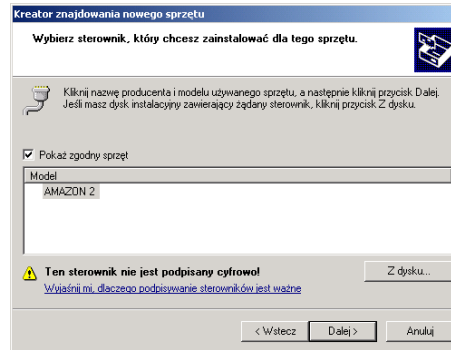 Kreator znajdowania nowego sprzętu
Wybierz sterownik, który chcesz zainstalować dla tego sprzętu.
Kliknij nazwę producenta i modelu używanego sprzętu, a następnie kliknij przycisk Dalej.
Jeśli masz dysk instalacyjny zawierający żądany sterownik, kliknij przycisk Z dysku.
Pokaż zgodny sprzęt
Model
AMAZON 2
Ten sterownik nie jest podpisany cyfrowo!
Z dysku...
Wyjaśnij mi, dlaczego podpisywanie sterowników jest ważne
< Wstecz
Dalej >
Anuluj